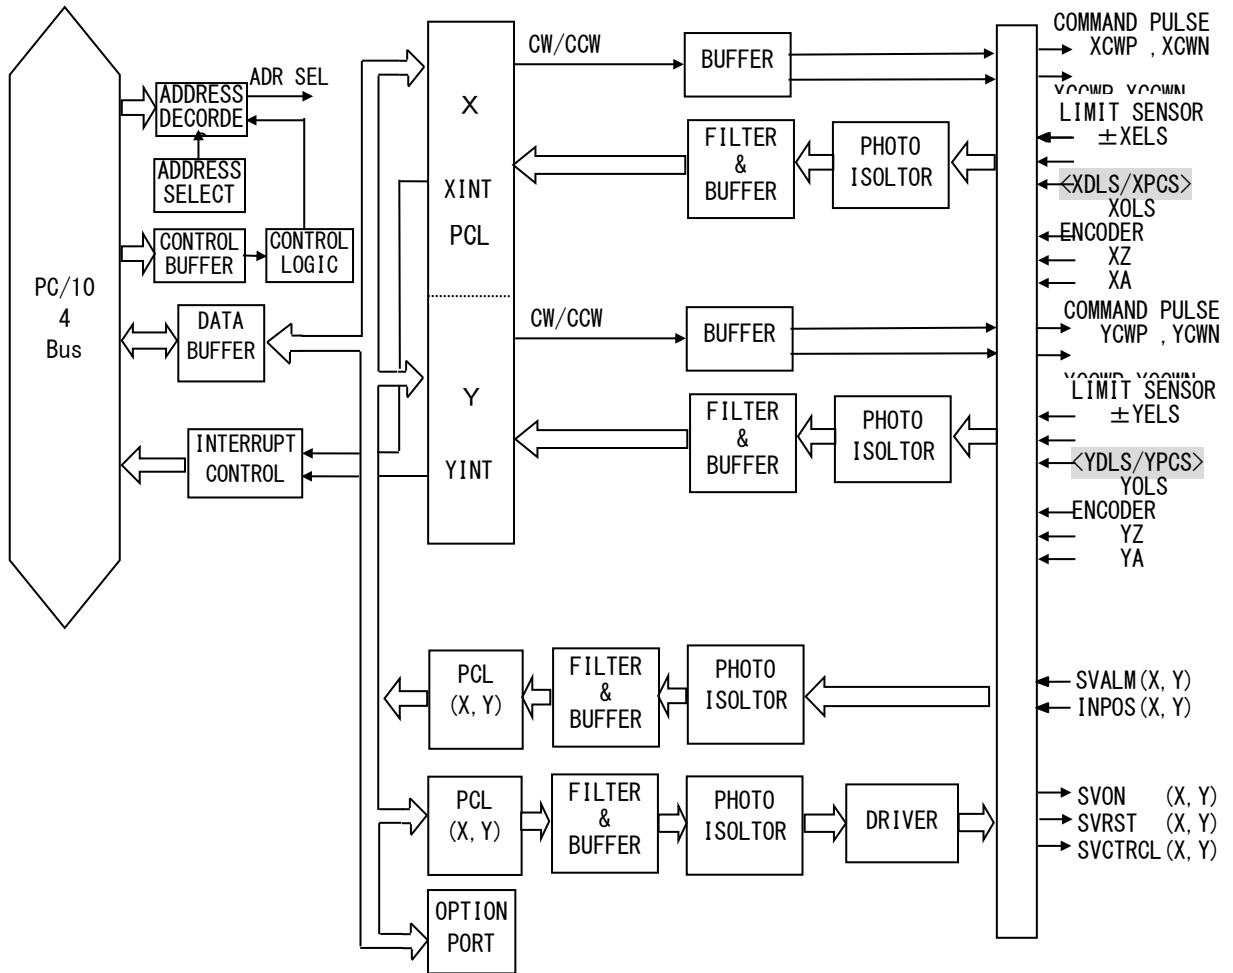 PC/10
4
Bus
ADDRESS
DECORDE
ADR SEL
ADDRESS
SELECT
CONTROL
BUFFER
CONTROL
LOGIC
DATA
BUFFER
INTERRUPT
CONTROL
X
XINT
PCL
Y
YINT
CW/CCW
BUFFER
FILTER
&
BUFFER
PHOTO
ISOLTOR
CW/CCW
BUFFER
FILTER
&
BUFFER
PHOTO
ISOLTOR
COMMAND PULSE
XCWP ,XCWN
XCCWP,XCCWN
LIMIT SENSOR
±XELS
<XDLS/XPCS>
XOLS
ENCODER
XZ
XA
COMMAND PULSE
YCWP ,YCWN
YCCWP,YCCWN
LIMIT SENSOR
±YELS
<YDLS/YPCS>
YOLS
ENCODER
YZ
YA
PCL
(X,Y)
FILTER
&
BUFFER
PHOTO
ISOLTOR
SVALM(X,Y)
INPOS(X,Y)
PCL
(X,Y)
FILTER
&
BUFFER
PHOTO
ISOLTOR
DRIVER
SVON (X,Y)
SVRST (X,Y)
SVCTRCL(X,Y)
OPTION
PORT